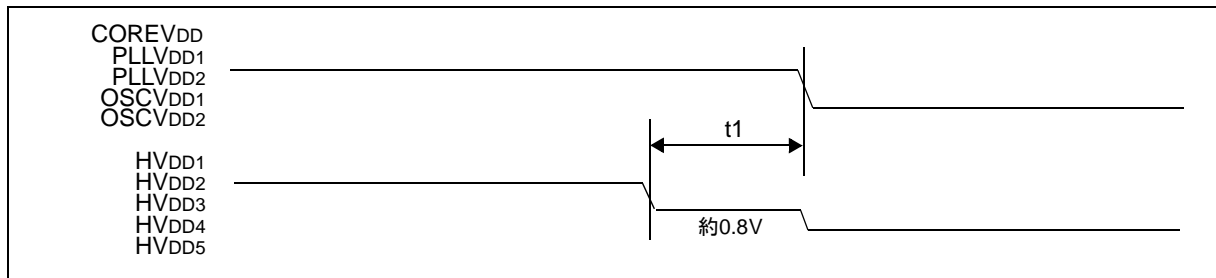 COREVDD
PLLVDD1
PLLVDD2
OSCVDD1
OSCVDD2
t1
HVDD1
HVDD2
HVDD3
HVDD4
HVDD5
約0.8V